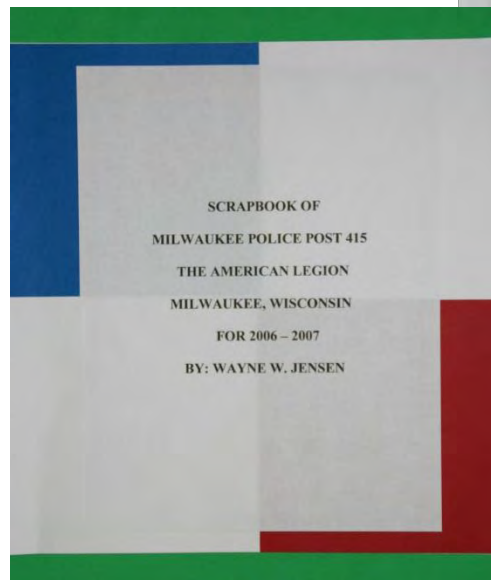 SCRAPBOOK OF
MILWAUKEE POLICE POST 415
THE AMERICAN LEGION
MILWAUKEE, WISCONSIN
FOR 2006 – 2007
BY: WAYNE W. JENSEN